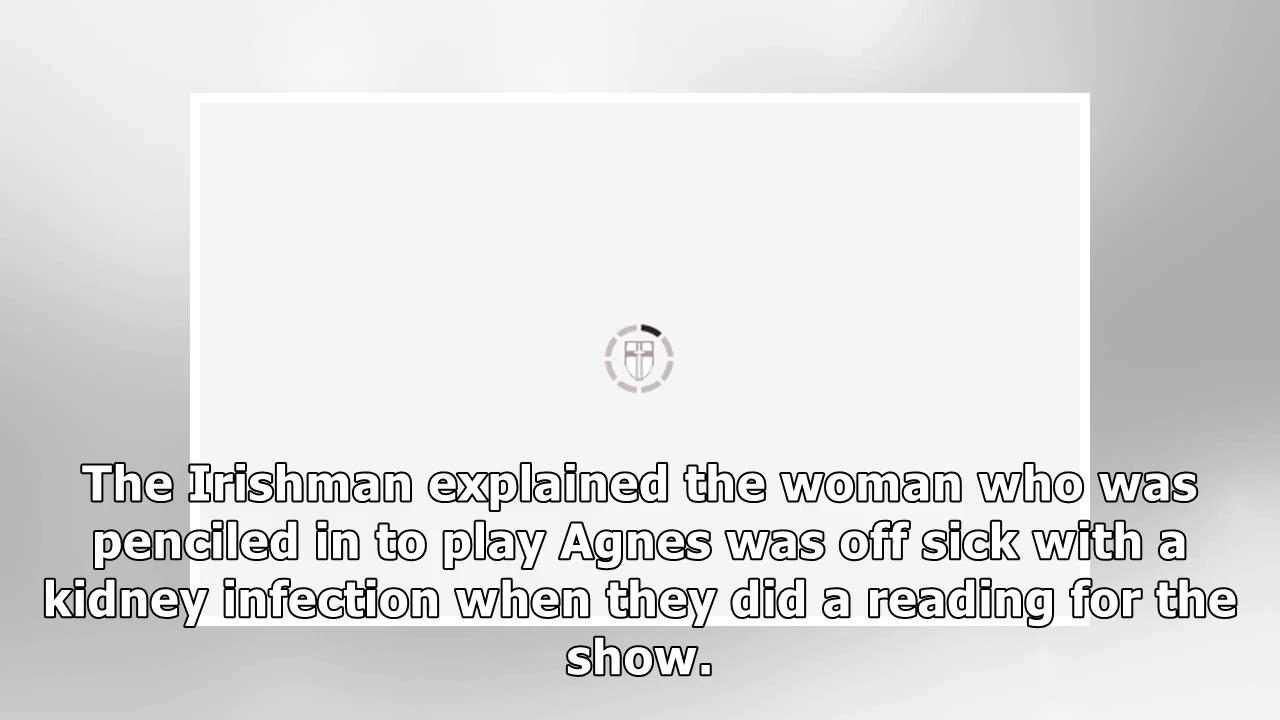 The Irishman explained the woman who was
penciled in to play Agnes was off sick with a
kidney infection when they did a reading for the
show.